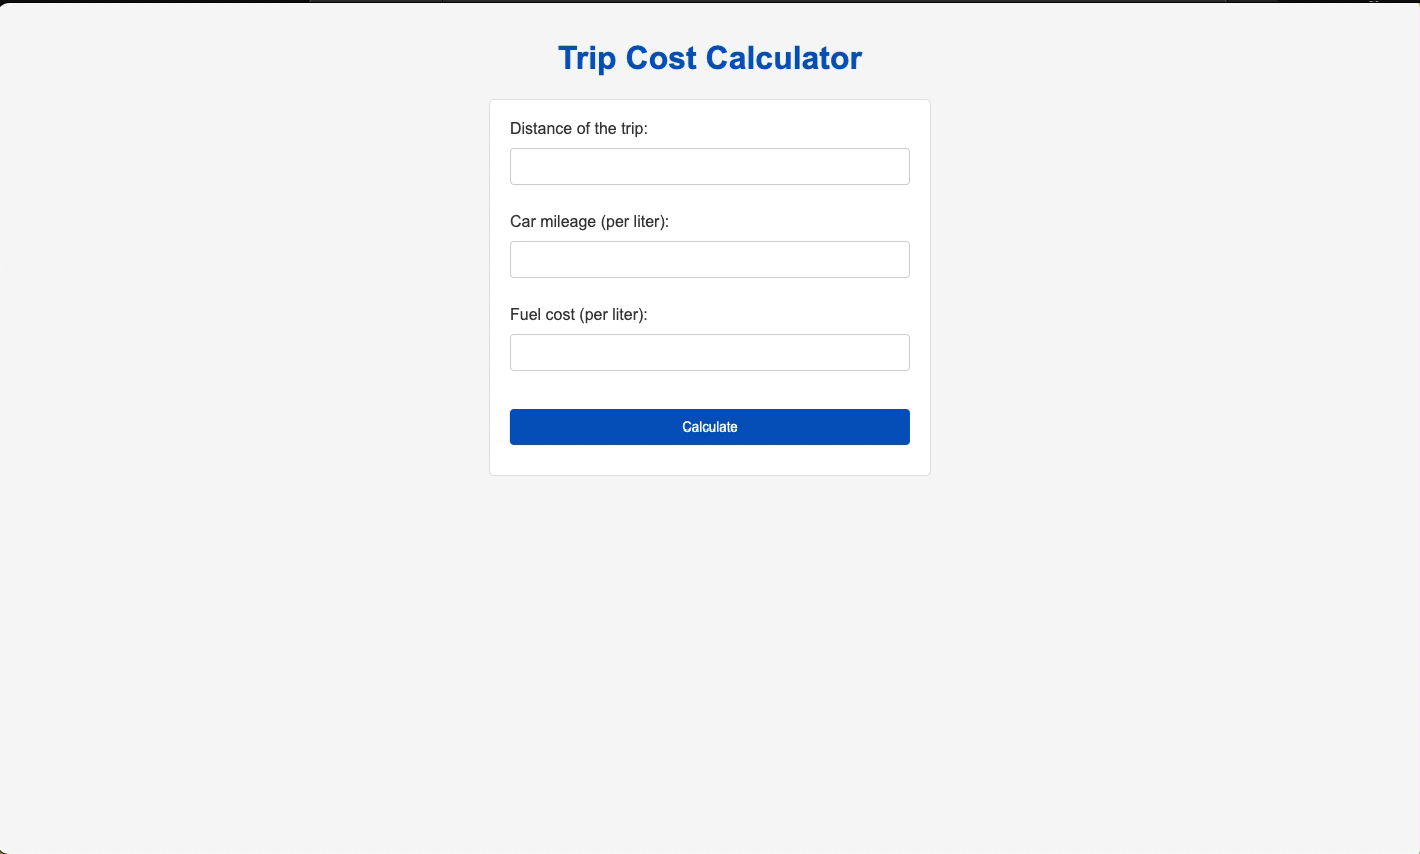 Trip Cost Calculator
Distance of the trip:
Car mileage (per liter):
Fuel cost (per liter):
Calculate